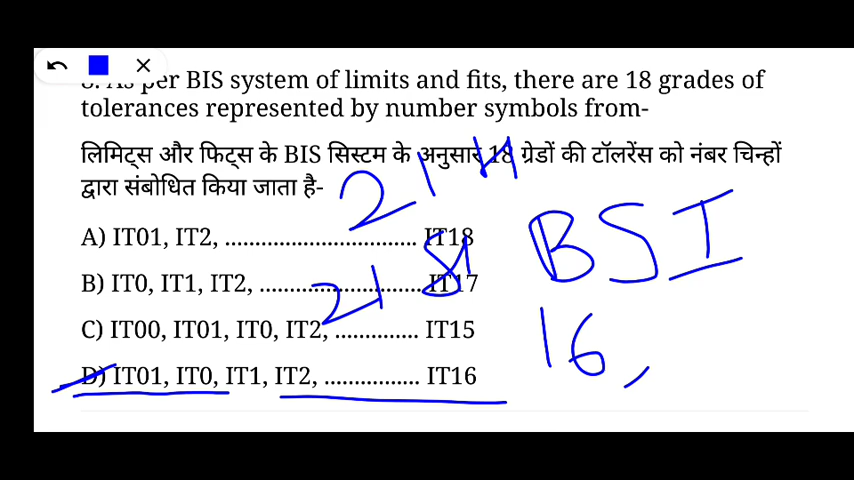 8. As per BIS system of limits and fits, there are 18 grades of
tolerances represented by number symbols from-
लिमिट्स और फिट्स के BIS सिस्टम के अनुसार 18 ग्रेडों की टॉलरेंस को नंबर चिन्हों
द्वारा संबोधित किया जाता है-
A) IT01, IT2, ................................ IT18
B) IT0, IT1, IT2, ............................IT17
C) IT00, IT01, IT0, IT2, .............. IT15
D) IT01, IT0, IT1, IT2, ................ IT16
BSI
16,